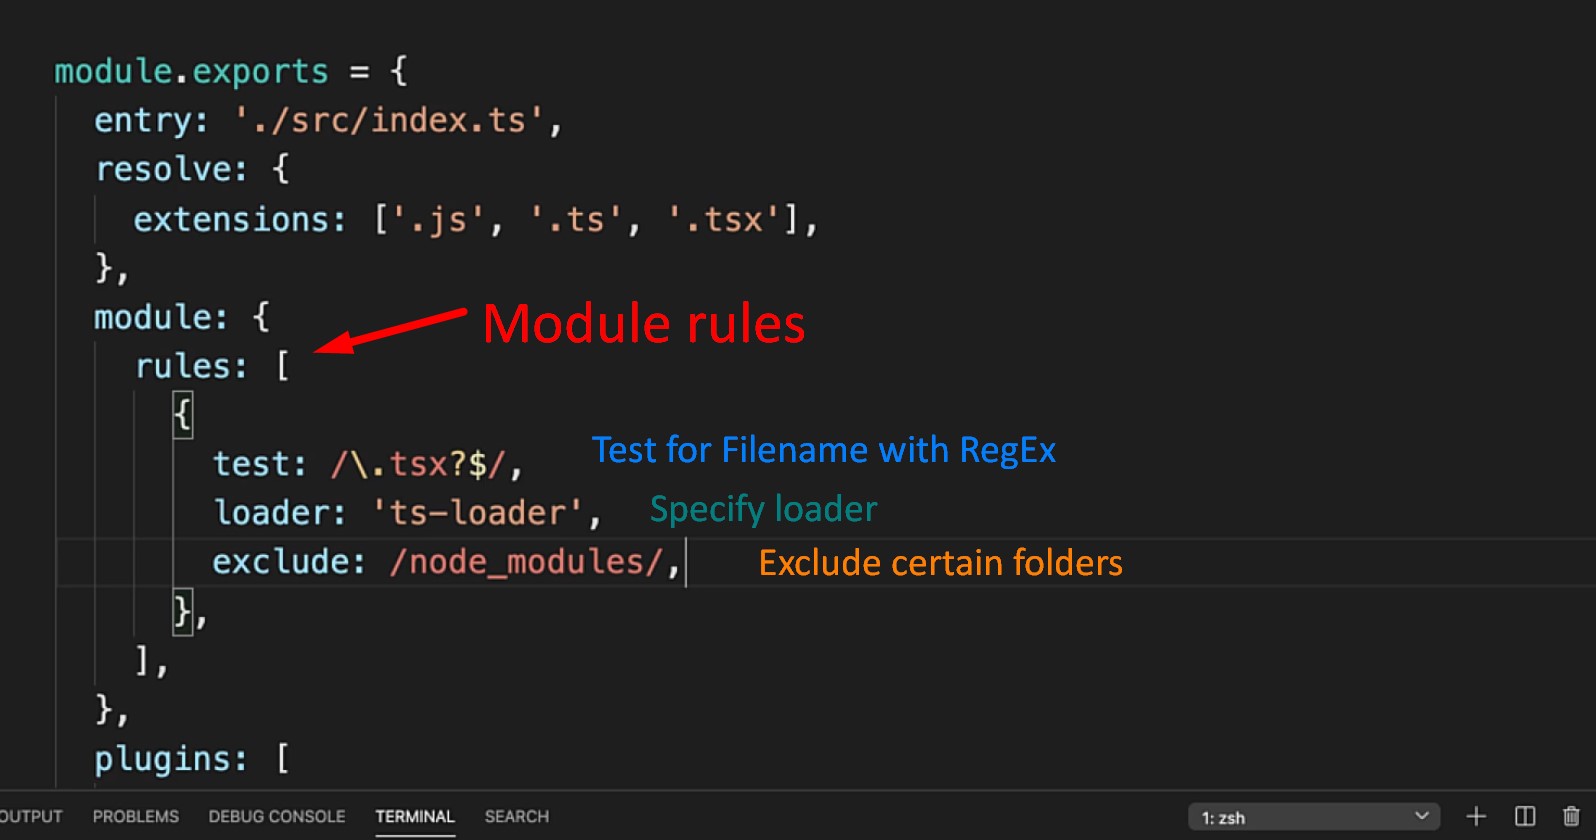 module.exports = {
entry: './src/index.ts',
resolve: {
extensions: ['.js', '.ts', '.tsx'],
},
module: {
Module rules
rules: [
{
test: /\.tsx?$/, Test for Filename with RegEx
loader: 'ts-loader', Specify loader
exclude: /node_modules/, Exclude certain folders
},
],
},
plugins: [
OUTPUT PROBLEMS DEBUG CONSOLE TERMINAL SEARCH 1: zsh